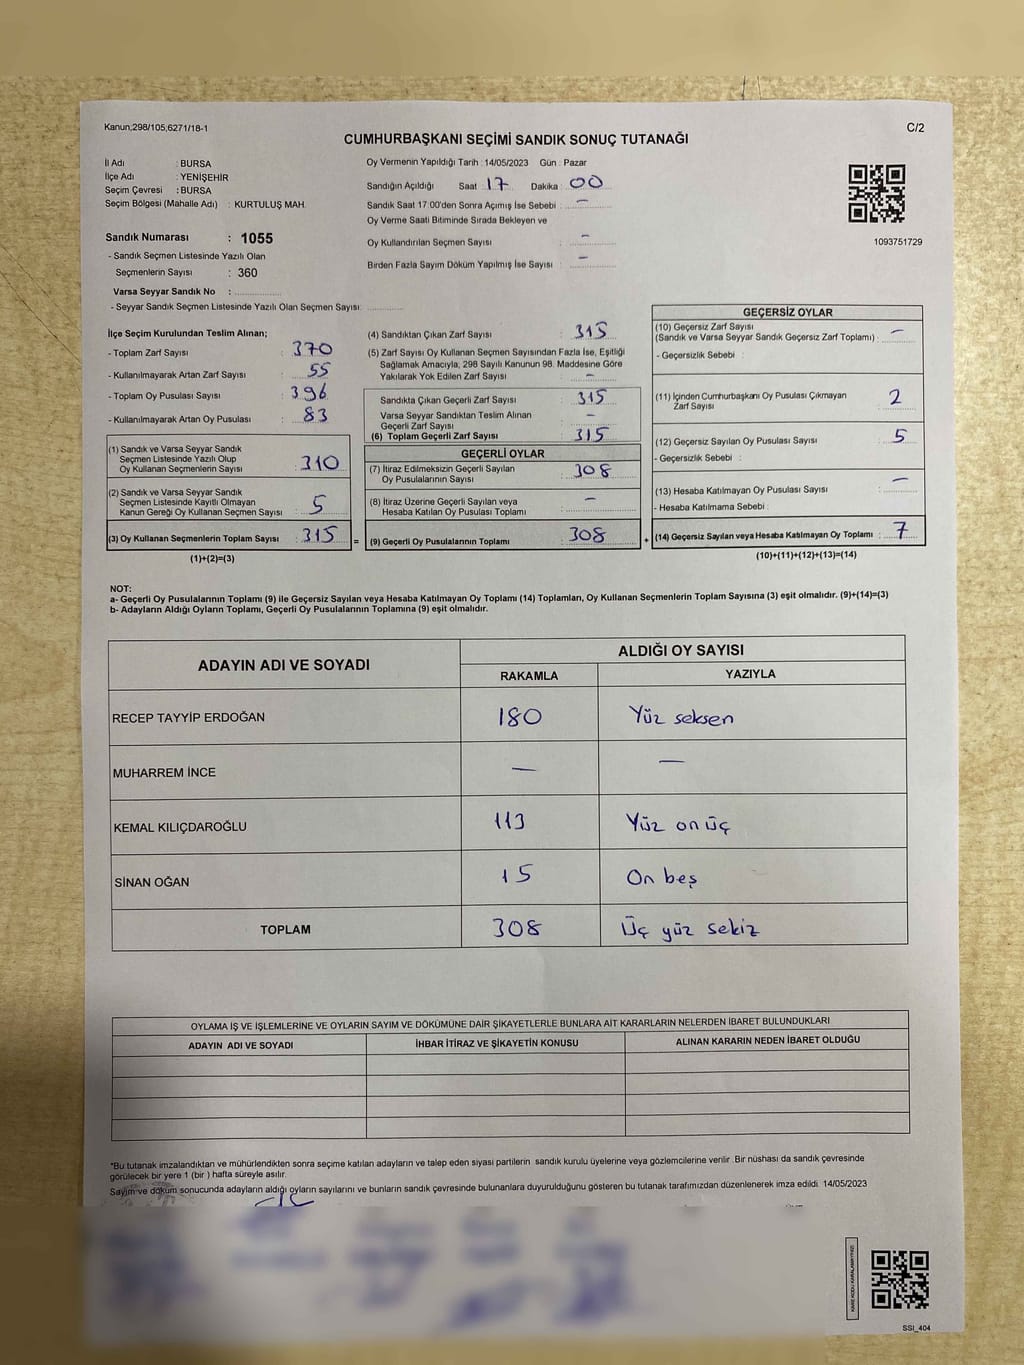 Kanun;298/105;6271/18-1
C/2
CUMHURBAŞKANI SEÇİMİ SANDIK SONUÇ TUTANAĞI
İl Adı : BURSA
İlçe Adı : YENİŞEHİR
Seçim Çevresi : BURSA
Seçim Bölgesi (Mahalle Adı) : KURTULUŞ MAH.
Sandık Numarası : 1055
- Sandık Seçmen Listesinde Yazılı Olan
Seçmenlerin Sayısı : 360
Varsa Seyyar Sandık No :
- Seyyar Sandık Seçmen Listesinde Yazılı Olan Seçmen Sayısı:
Oy Vermenin Yapıldığı Tarih : 14/05/2023 Gün : Pazar
Sandığın Açıldığı Saat : 17 Dakika : 00
Sandık Saat 17:00'den Sonra Açımış İse Sebebi : -
Oy Verme Saati Bitiminde Sırada Bekleyen ve
Oy Kullandırılan Seçmen Sayısı : -
Birden Fazla Sayım Döküm Yapılmış İse Sayısı : -
1093751729
İlçe Seçim Kurulundan Teslim Alınan;
- Toplam Zarf Sayısı : 370
- Kullanılmayarak Artan Zarf Sayısı : 55
- Toplam Oy Pusulası Sayısı : 396
- Kullanılmayarak Artan Oy Pusulası : 83
(1) Sandık ve Varsa Seyyar Sandık
Seçmen Listesinde Yazılı Olup
Oy Kullanan Seçmenlerin Sayısı : 310
(2) Sandık ve Varsa Seyyar Sandık
Seçmen Listesinde Kayıtlı Olmayan
Kanun Gereği Oy Kullanan Seçmen Sayısı : 5
(3) Oy Kullanan Seçmenlerin Toplam Sayısı : 315 =
(1)+(2)=(3)
(4) Sandıktan Çıkan Zarf Sayısı : 315
(5) Zarf Sayısı Oy Kullanan Seçmen Sayısından Fazla İse, Eşitliği
Sağlamak Amacıyla; 298 Sayılı Kanunun 98. Maddesine Göre
Yakılarak Yok Edilen Zarf Sayısı : -
Sandıkta Çıkan Geçerli Zarf Sayısı : 315
Varsa Seyyar Sandıktan Teslim Alınan
Geçerli Zarf Sayısı : -
(6) Toplam Geçerli Zarf Sayısı : 315
GEÇERLİ OYLAR
(7) İtiraz Edilmeksizin Geçerli Sayılan
Oy Pusulalarının Sayısı : 308
(8) İtiraz Üzerine Geçerli Sayılan veya
Hesaba Katılan Oy Pusulası Toplamı : -
(9) Geçerli Oy Pusulalarının Toplamı : 308 +
GEÇERSİZ OYLAR
(10) Geçersiz Zarf Sayısı
(Sandık ve Varsa Seyyar Sandık Geçersiz Zarf Toplamı) : -
- Geçersizlik Sebebi :
(11) İçinden Cumhurbaşkanı Oy Pusulası Çıkmayan
Zarf Sayısı : 2
(12) Geçersiz Sayılan Oy Pusulası Sayısı : 5
- Geçersizlik Sebebi :
(13) Hesaba Katılmayan Oy Pusulası Sayısı : -
- Hesaba Katılmama Sebebi :
(14) Geçersiz Sayılan veya Hesaba Katılmayan Oy Toplamı : 7
(10)+(11)+(12)+(13)=(14)
NOT:
a- Geçerli Oy Pusulalarının Toplamı (9) ile Geçersiz Sayılan veya Hesaba Katılmayan Oy Toplamı (14) Toplamları, Oy Kullanan Seçmenlerin Toplam Sayısına (3) eşit olmalıdır. (9)+(14)=(3)
b- Adayların Aldığı Oyların Toplamı, Geçerli Oy Pusulalarının Toplamına (9) eşit olmalıdır.
ADAYIN ADI VE SOYADI
ALDIĞI OY SAYISI
RAKAMLA YAZIYLA
RECEP TAYYİP ERDOĞAN 180 Yüz seksen
MUHARREM İNCE - -
KEMAL KILIÇDAROĞLU 113 Yüz on üç
SİNAN OĞAN 15 On beş
TOPLAM 308 Üç yüz sekiz
OYLAMA İŞ VE İŞLEMLERİNE VE OYLARIN SAYIM VE DÖKÜMÜNE DAİR ŞİKAYETLERLE BUNLARA AİT KARARLARIN NELERDEN İBARET BULUNDUKLARI
ADAYIN ADI VE SOYADI İHBAR İTİRAZ VE ŞİKAYETİN KONUSU ALINAN KARARIN NEDEN İBARET OLDUĞU
*Bu tutanak imzalandıktan ve mühürlendikten sonra seçime katılan adayların ve talep eden siyasi partilerin sandık kurulu üyelerine veya gözlemcilerine verilir. Bir nüshası da sandık çevresinde
görülecek bir yere 1 (bir ) hafta süreyle asılır.
Sayım ve döküm sonucunda adayların aldığı oyların sayılarını ve bunların sandık çevresinde bulunanlara duyurulduğunu gösteren bu tutanak tarafımızdan düzenlenerek imza edildi. 14/05/2023
SSI_404